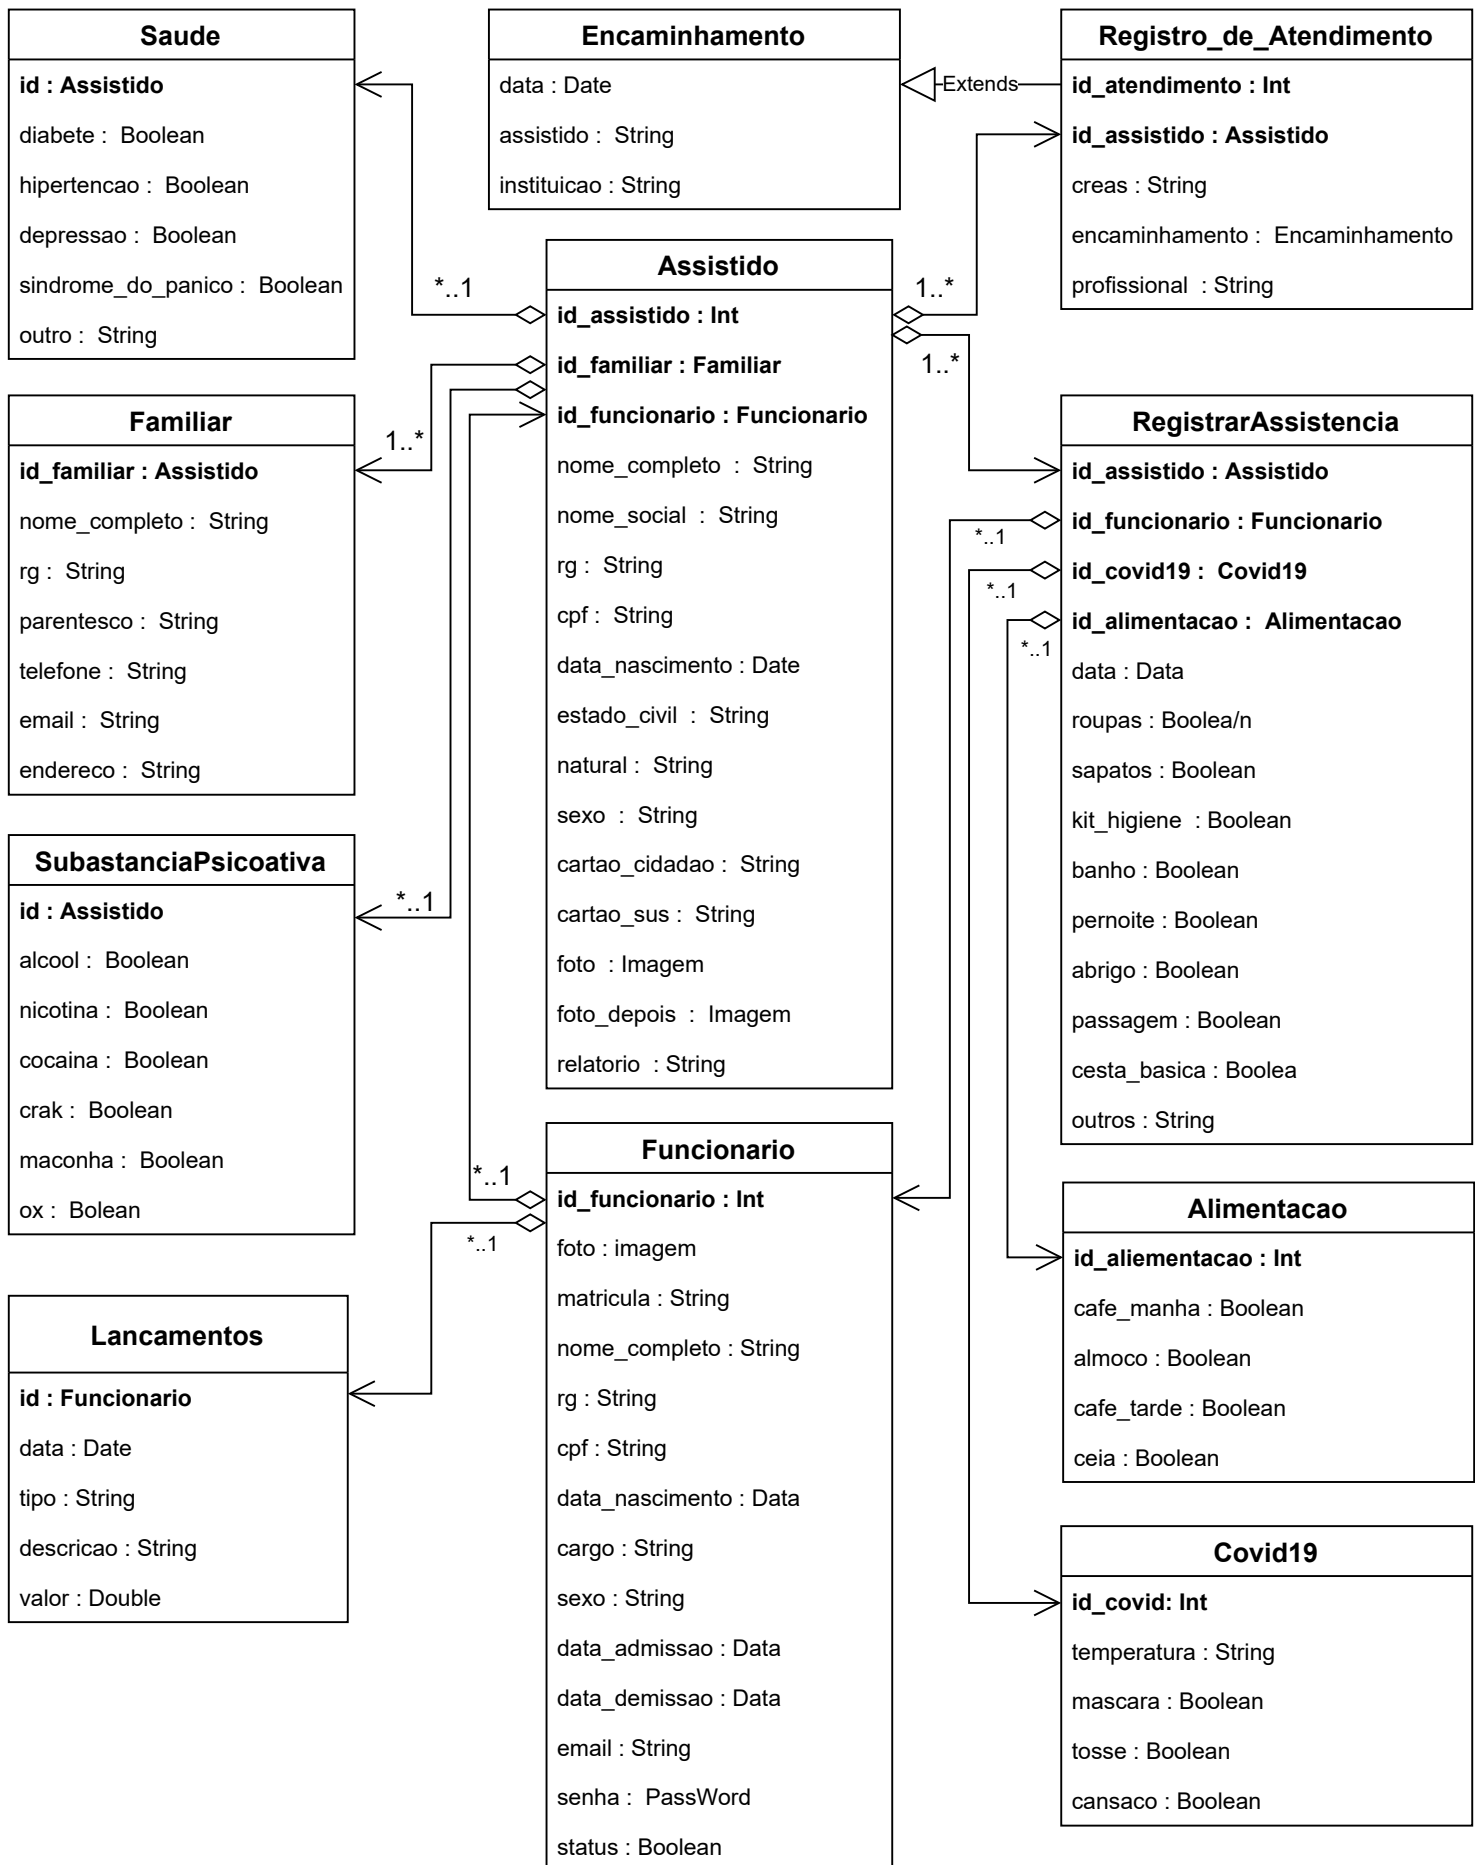 Saude
id : Assistido
diabete :  Boolean
hipertencao :  Boolean
depressao :  Boolean
sindrome_do_panico :  Boolean
outro :  String
Encaminhamento
data : Date
assistido :  String
instituicao : String
Extends
Registro_de_Atendimento
id_atendimento : Int
id_assistido : Assistido
creas : String
encaminhamento :  Encaminhamento
profissional  : String
*..1
1..*
1..*
1..*
Familiar
id_familiar : Assistido
nome_completo :  String
rg :  String
parentesco :  String
telefone :  String
email :  String
endereco :  String
Assistido
id_assistido : Int
id_familiar : Familiar
id_funcionario : Funcionario
nome_completo  :  String
nome_social  :  String
rg :  String
cpf :  String
data_nascimento : Date
estado_civil  :  String
natural :  String
sexo  :  String
cartao_cidadao :  String
cartao_sus :  String
foto  : Imagem
foto_depois  :  Imagem
relatorio  : String
RegistrarAssistencia
id_assistido : Assistido
id_funcionario : Funcionario
id_covid19 :  Covid19
id_alimentacao :  Alimentacao
data : Data
roupas : Boolea/n
sapatos : Boolean
kit_higiene  : Boolean
banho : Boolean
pernoite : Boolean
abrigo : Boolean
passagem : Boolean
cesta_basica : Boolea
outros : String
*..1
*..1
*..1
SubastanciaPsicoativa
id : Assistido
alcool :  Boolean
nicotina :  Boolean
cocaina :  Boolean
crak :  Boolean
maconha :  Boolean
ox :  Bolean
*..1
*..1
*..1
Lancamentos
id : Funcionario
data : Date
tipo : String
descricao : String
valor : Double
Funcionario
id_funcionario : Int
foto : imagem
matricula : String
nome_completo : String
rg : String
cpf : String
data_nascimento : Data
cargo : String
sexo : String
data_admissao : Data
data_demissao : Data
email : String
senha :  PassWord
status : Boolean
Alimentacao
id_aliementacao : Int
cafe_manha : Boolean
almoco : Boolean
cafe_tarde : Boolean
ceia : Boolean
Covid19
id_covid: Int
temperatura : String
mascara : Boolean
tosse : Boolean
cansaco : Boolean